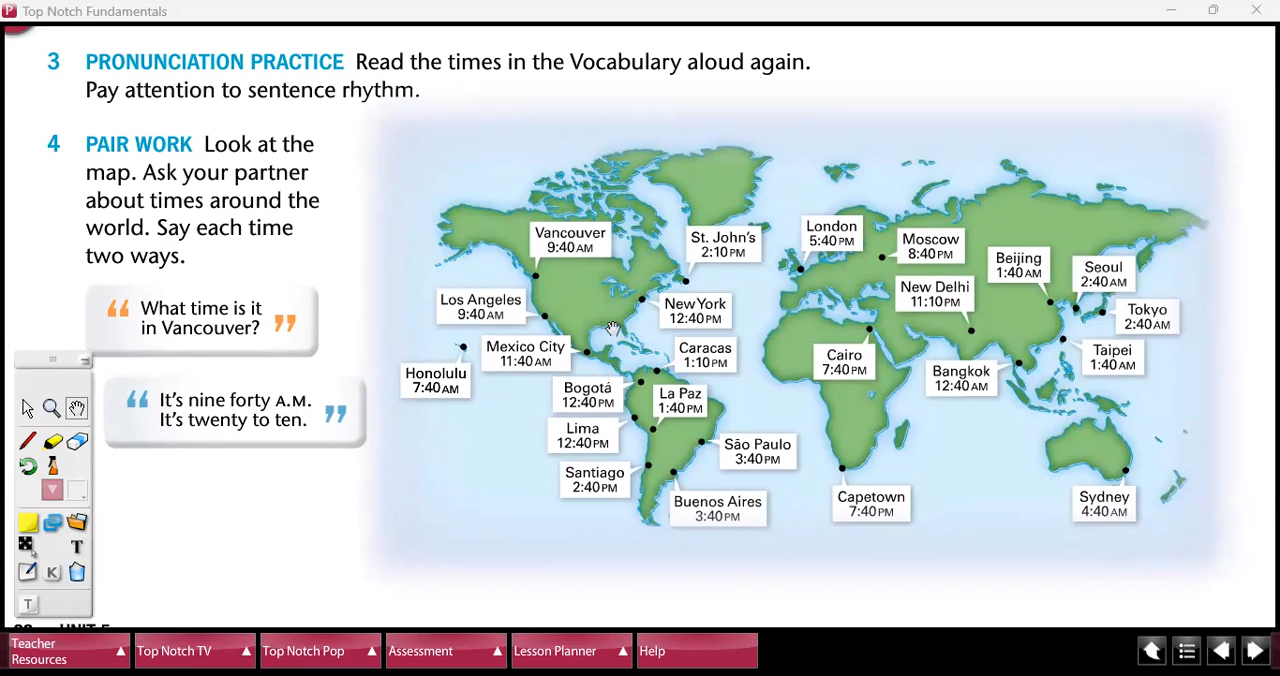 Top Notch Fundamentals
3 PRONUNCIATION PRACTICE Read the times in the Vocabulary aloud again.
Pay attention to sentence rhythm.
4 PAIR WORK Look at the
map. Ask your partner
about times around the
world. Say each time
two ways.
“ What time is it
in Vancouver? ”
“ It's nine forty A.M.
It's twenty to ten. ”
Vancouver
9:40 AM
St. John's
2:10 PM
London
5:40 PM
Moscow
8:40 PM
Beijing
1:40 AM
Seoul
2:40 AM
Los Angeles
9:40 AM
New York
12:40 PM
New Delhi
11:10 PM
Tokyo
2:40 AM
Mexico City
11:40 AM
Caracas
1:10 PM
Cairo
7:40 PM
Bangkok
12:40 AM
Taipei
1:40 AM
Honolulu
7:40 AM
Bogotá
12:40 PM
La Paz
1:40 PM
Lima
12:40 PM
São Paulo
3:40 PM
Santiago
2:40 PM
Buenos Aires
3:40 PM
Capetown
7:40 PM
Sydney
4:40 AM
T
K
T
UNIT 5
Teacher
Resources
Top Notch TV
Top Notch Pop
Assessment
Lesson Planner
Help